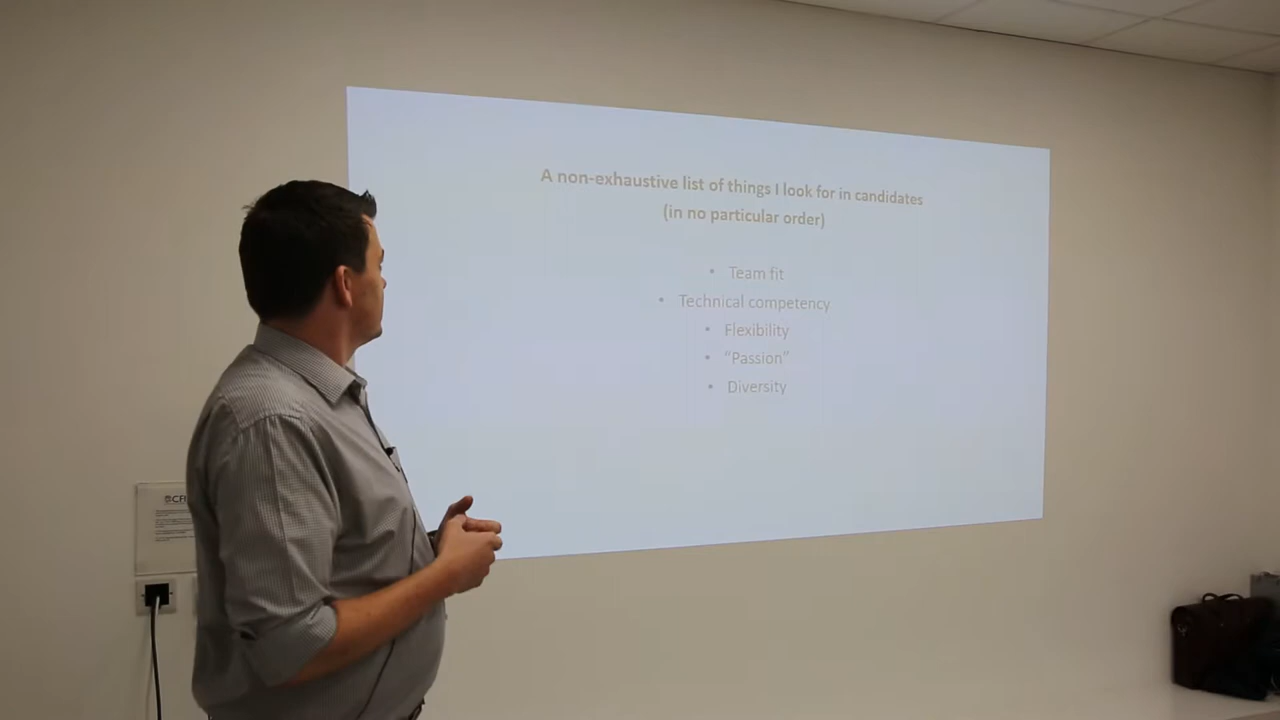 A non-exhaustive list of things I look for in candidates
(in no particular order)
• Team fit
• Technical competency
• Flexibility
• “Passion”
• Diversity